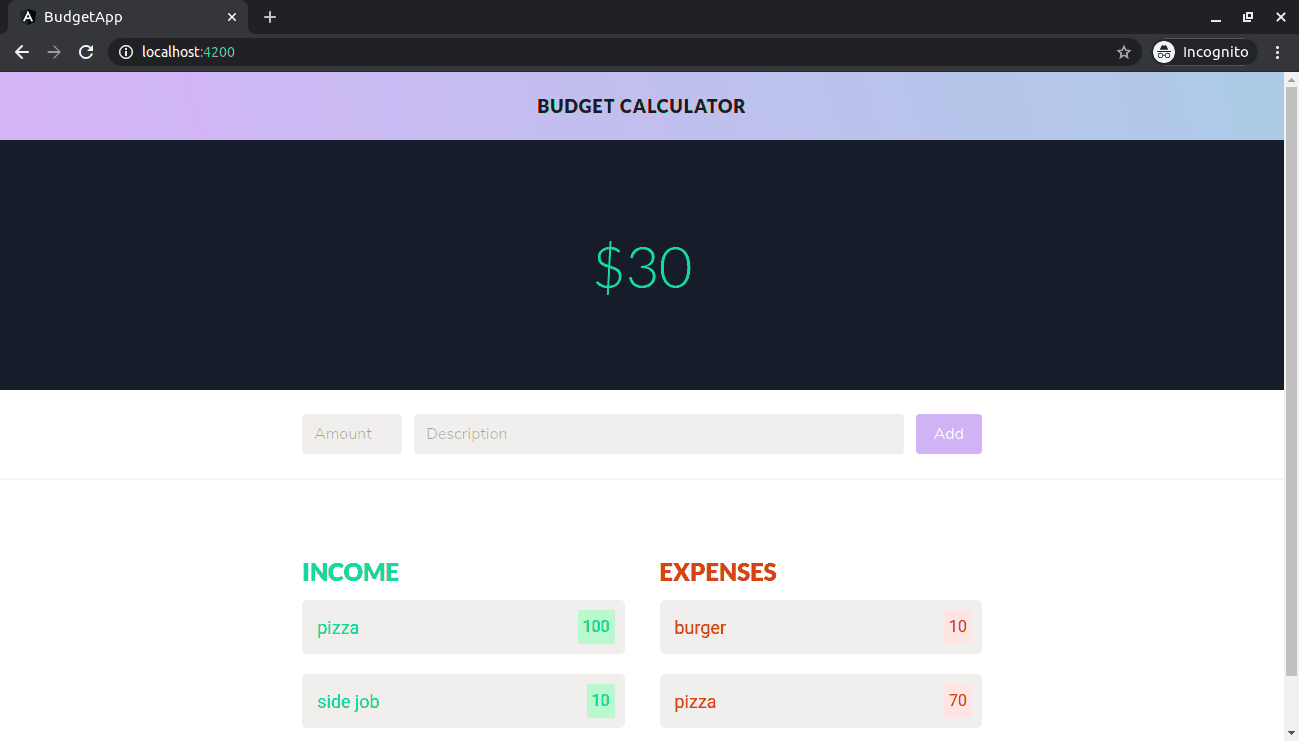 BudgetApp
localhost:4200
Incognito
BUDGET CALCULATOR
$30
Amount Description Add
INCOME EXPENSES
pizza 100 burger 10
side job 10 pizza 70